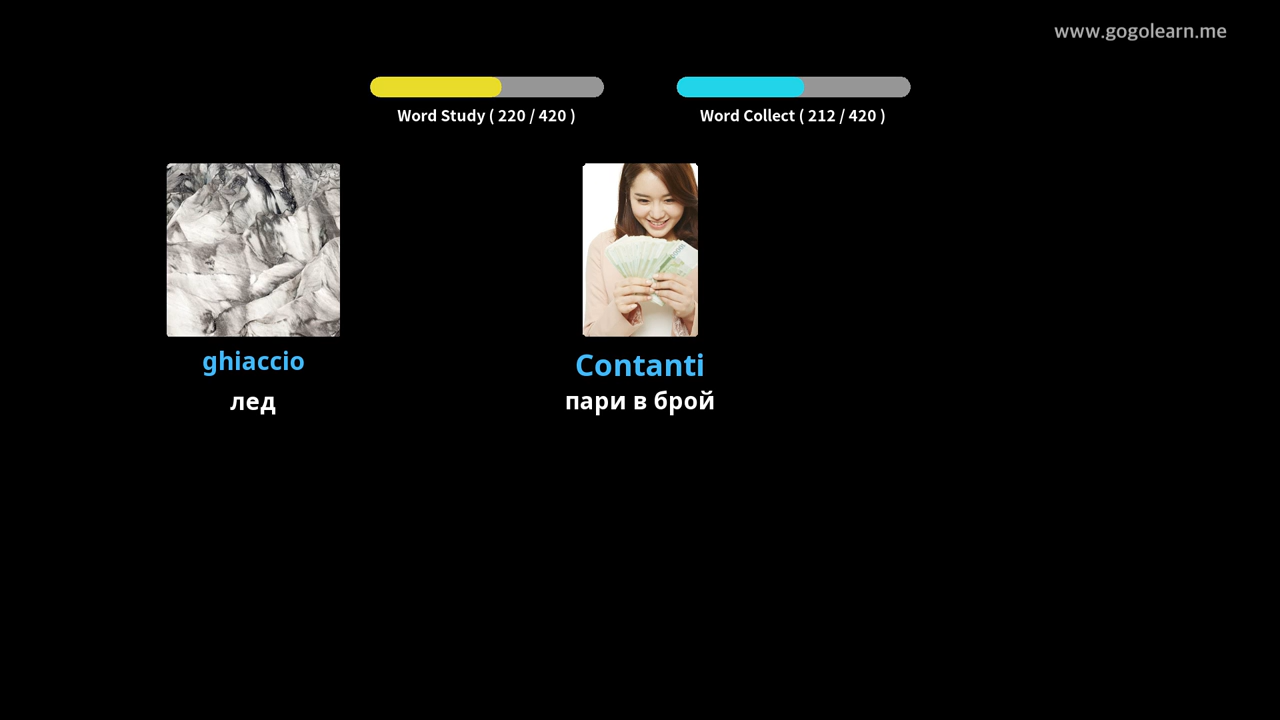 www.gogolearn.me
Word Study ( 220 / 420 )
Word Collect ( 212 / 420 )
ghiaccio
лед
Contanti
пари в брой